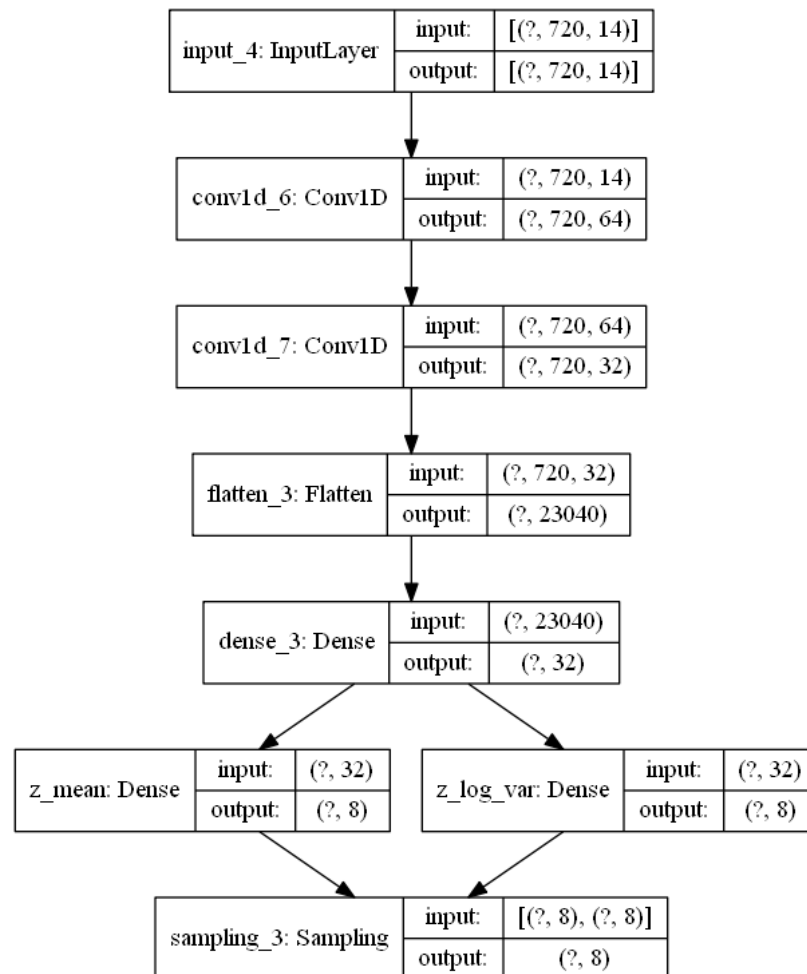 input_4: InputLayer
input: [(?, 720, 14)]
output: [(?, 720, 14)]
conv1d_6: Conv1D
input: (?, 720, 14)
output: (?, 720, 64)
conv1d_7: Conv1D
input: (?, 720, 64)
output: (?, 720, 32)
flatten_3: Flatten
input: (?, 720, 32)
output: (?, 23040)
dense_3: Dense
input: (?, 23040)
output: (?, 32)
z_mean: Dense
input: (?, 32)
output: (?, 8)
z_log_var: Dense
input: (?, 32)
output: (?, 8)
sampling_3: Sampling
input: [(?, 8), (?, 8)]
output: (?, 8)